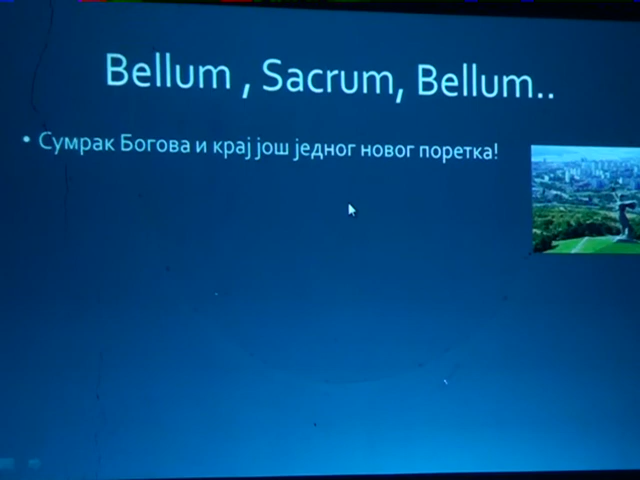 Bellum , Sacrum, Bellum..
• Сумрак Богова и крај још једног новог поретка!